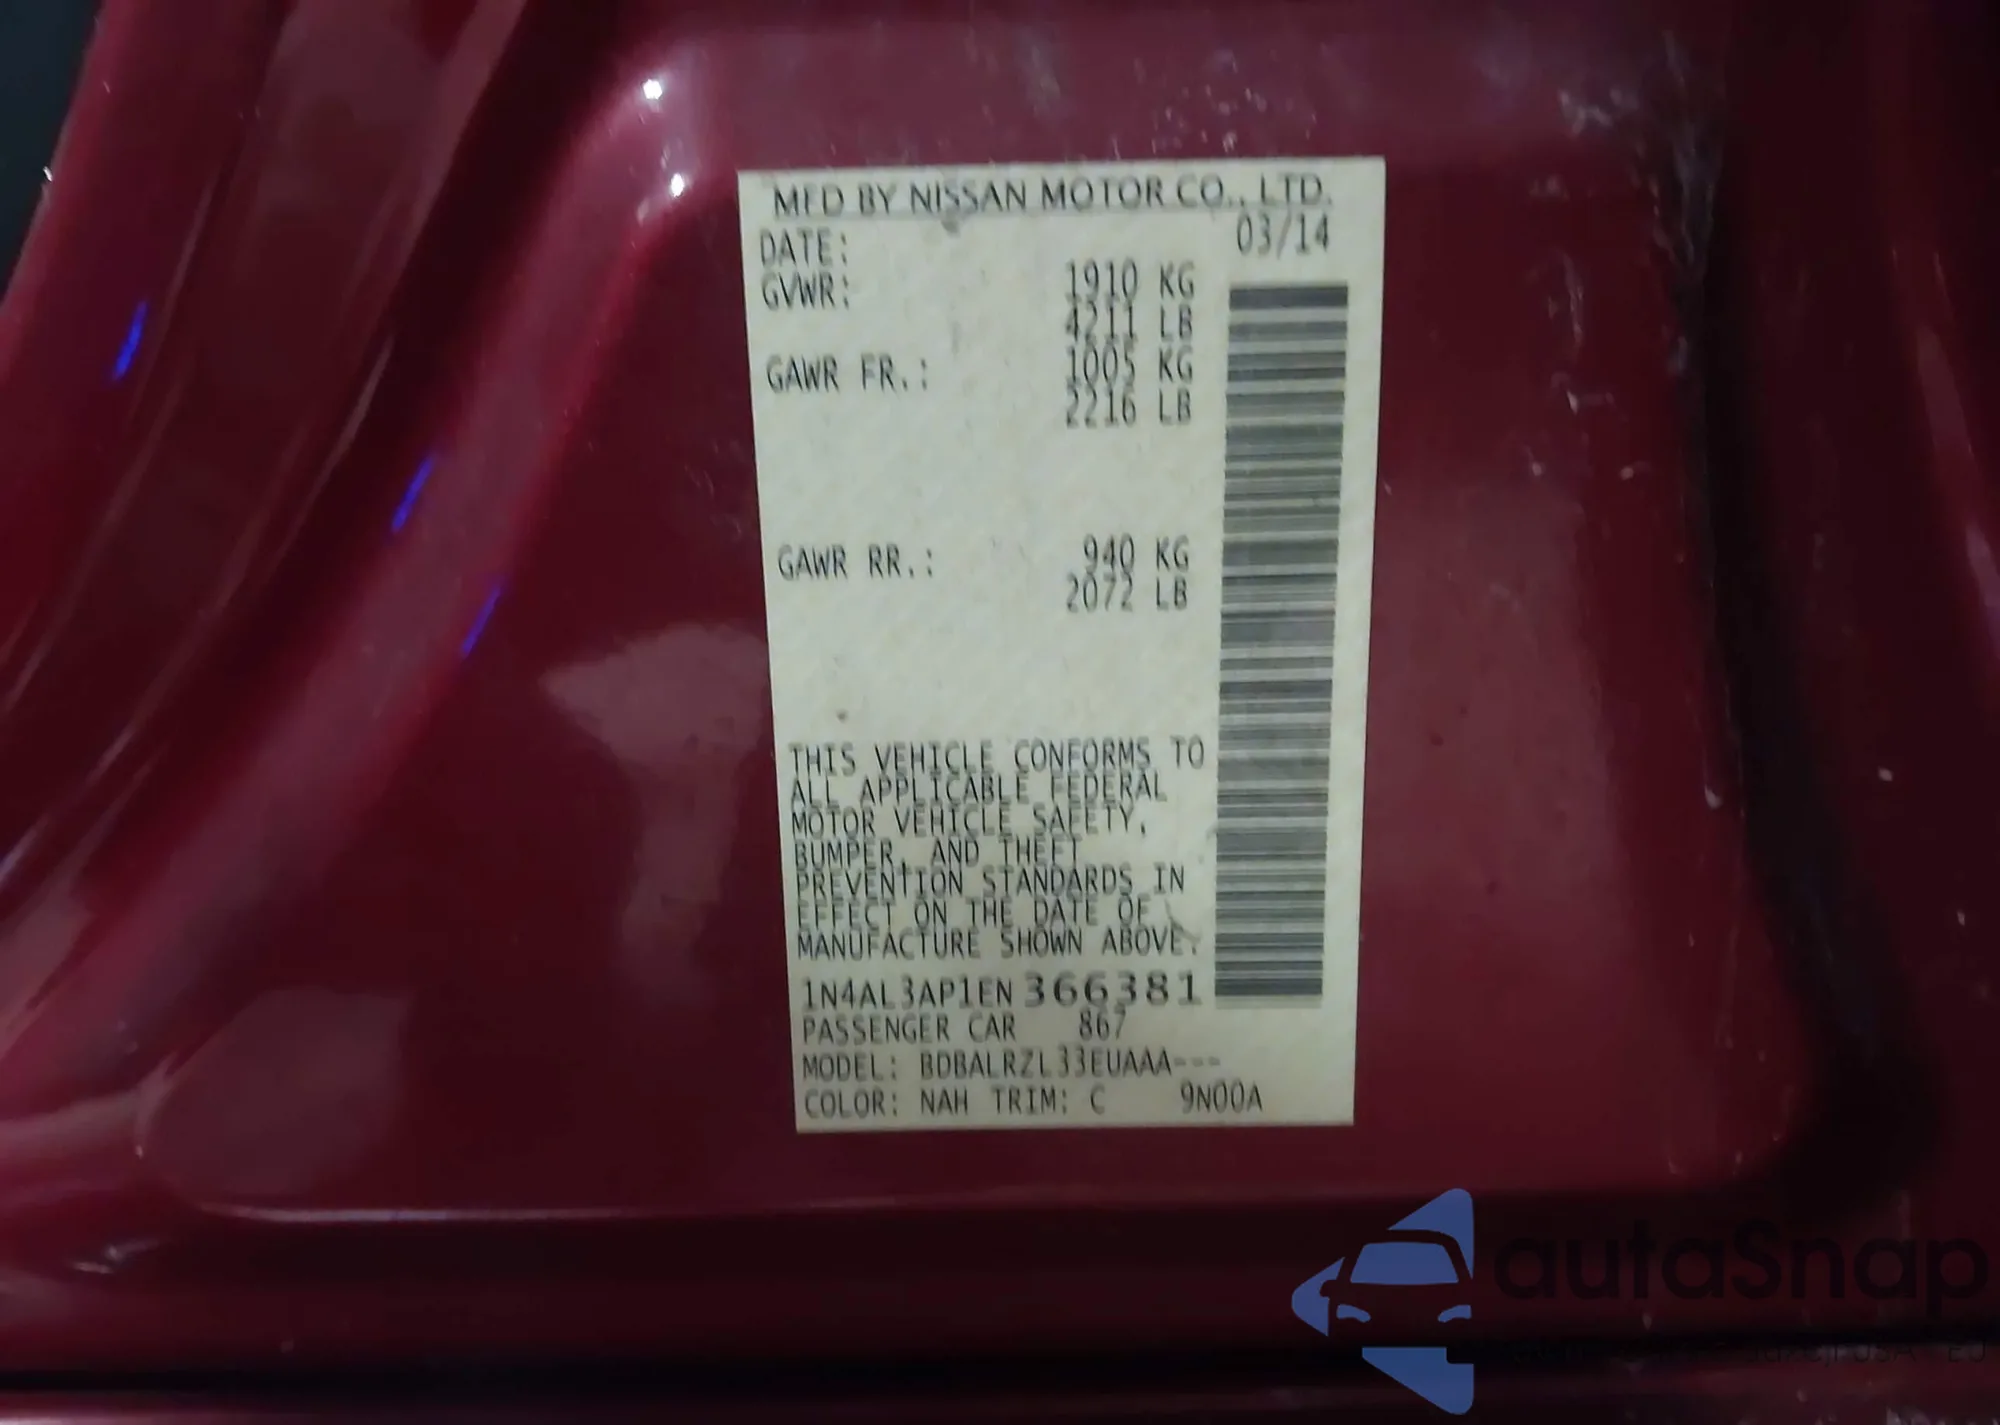 MFD BY NISSAN MOTOR CO., LTD.
DATE: 03/14
GVWR: 1910 KG
4211 LB
GAWR FR.: 1005 KG
2216 LB
GAWR RR.: 940 KG
2072 LB
THIS VEHICLE CONFORMS TO
ALL APPLICABLE FEDERAL
MOTOR VEHICLE SAFETY,
BUMPER, AND THEFT
PREVENTION STANDARDS IN
EFFECT ON THE DATE OF
MANUFACTURE SHOWN ABOVE.
1N4AL3AP1EN366381
PASSENGER CAR 867
MODEL: BDBALRZL33EUAAA---
COLOR: NAH TRIM: C 9N00A
autaSnap